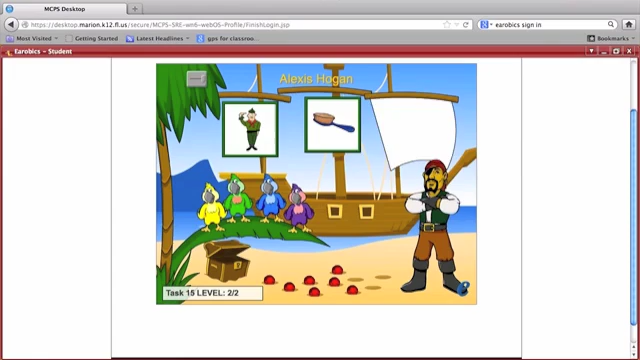 MCPS Desktop
https://desktop.marion.k12.fl.us/secure/MCPS-SRE-wnb-webOS-Profile/FinishLogin.jsp
earobics sign in
Most Visited
Getting Started
Latest Headlines
gps for classroo...
Bookmarks
Earobics - Student
Alexis Hogan
Task 15 LEVEL: 2/2